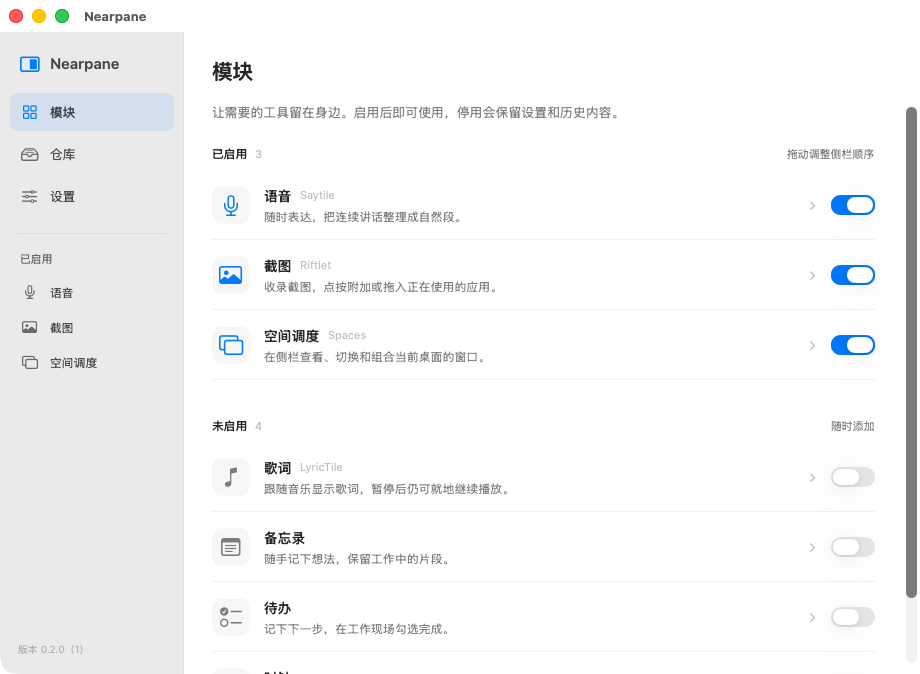 Nearpane
Nearpane
模块
仓库
设置
已启用
语音
截图
空间调度
版本 0.2.0 (1)
模块
让需要的工具留在身边。启用后即可使用，停用会保留设置和历史内容。
已启用 3
拖动调整侧栏顺序
语音 Saytile
随时表达，把连续讲话整理成自然段。
截图 Riftlet
收录截图，点按附加或拖入正在使用的应用。
空间调度 Spaces
在侧栏查看、切换和组合当前桌面的窗口。
未启用 4
随时添加
歌词 LyricTile
跟随音乐显示歌词，暂停后仍可就地继续播放。
备忘录
随手记下想法，保留工作中的片段。
待办
记下下一步，在工作现场勾选完成。